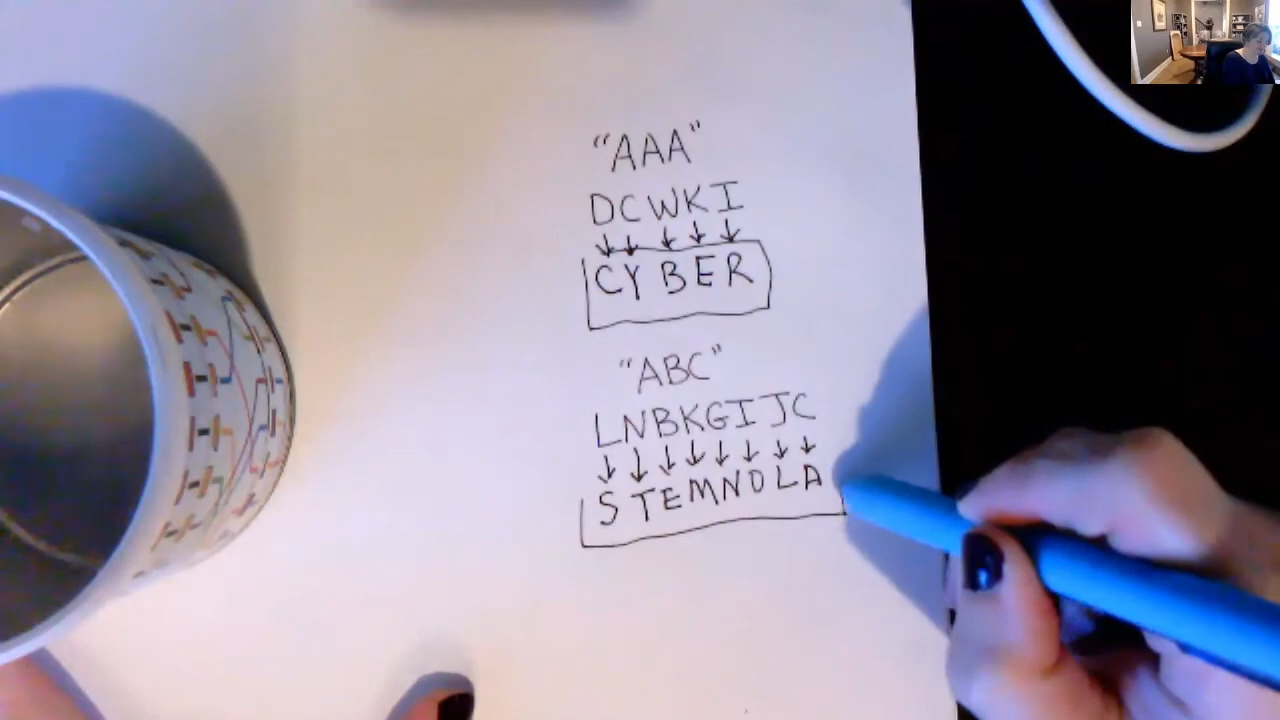 "AAA"
DCWKI
CYBER
"ABC"
LNBKGIJC
STEMNOLA